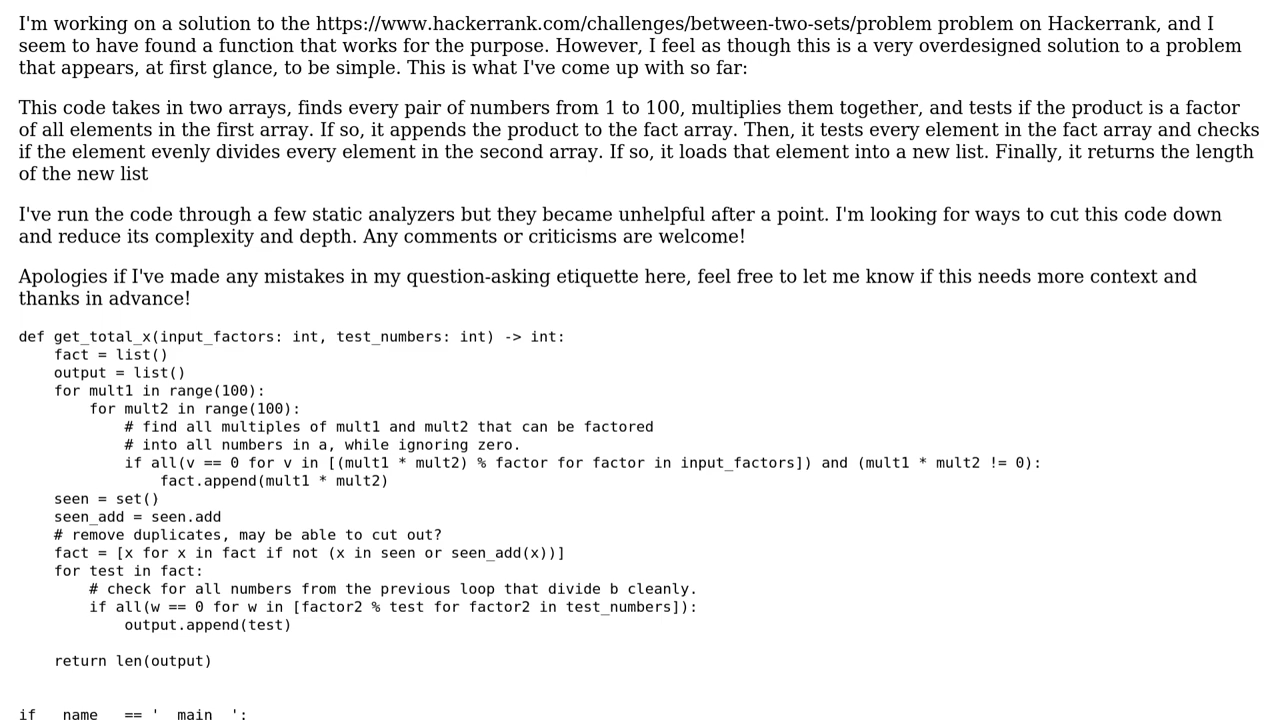 I'm working on a solution to the https://www.hackerrank.com/challenges/between-two-sets/problem problem on Hackerrank, and I
seem to have found a function that works for the purpose. However, I feel as though this is a very overdesigned solution to a problem
that appears, at first glance, to be simple. This is what I've come up with so far:
This code takes in two arrays, finds every pair of numbers from 1 to 100, multiplies them together, and tests if the product is a factor
of all elements in the first array. If so, it appends the product to the fact array. Then, it tests every element in the fact array and checks
if the element evenly divides every element in the second array. If so, it loads that element into a new list. Finally, it returns the length
of the new list
I've run the code through a few static analyzers but they became unhelpful after a point. I'm looking for ways to cut this code down
and reduce its complexity and depth. Any comments or criticisms are welcome!
Apologies if I've made any mistakes in my question-asking etiquette here, feel free to let me know if this needs more context and
thanks in advance!
def get_total_x(input_factors: int, test_numbers: int) -> int:
    fact = list()
    output = list()
    for mult1 in range(100):
        for mult2 in range(100):
            # find all multiples of mult1 and mult2 that can be factored
            # into all numbers in a, while ignoring zero.
            if all(v == 0 for v in [(mult1 * mult2) % factor for factor in input_factors]) and (mult1 * mult2 != 0):
                fact.append(mult1 * mult2)
    seen = set()
    seen_add = seen.add
    # remove duplicates, may be able to cut out?
    fact = [x for x in fact if not (x in seen or seen_add(x))]
    for test in fact:
        # check for all numbers from the previous loop that divide b cleanly.
        if all(w == 0 for w in [factor2 % test for factor2 in test_numbers]):
            output.append(test)
    return len(output)
if __name__ == '__main__':